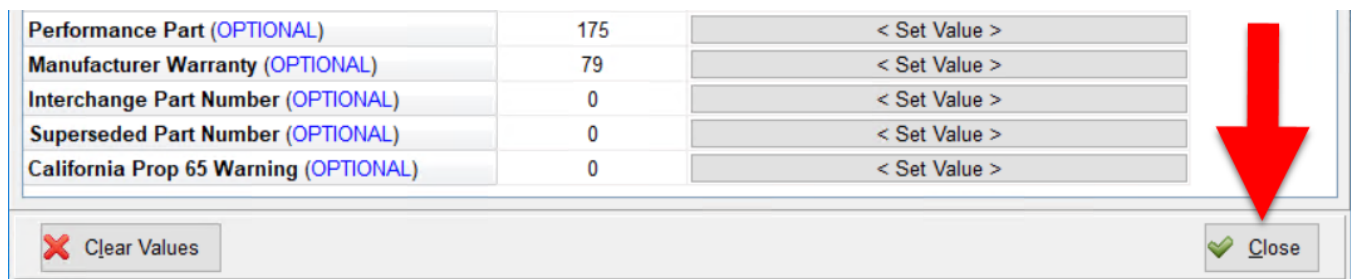 Performance Part (OPTIONAL) 175 < Set Value >
Manufacturer Warranty (OPTIONAL) 79 < Set Value >
Interchange Part Number (OPTIONAL) 0 < Set Value >
Superseded Part Number (OPTIONAL) 0 < Set Value >
California Prop 65 Warning (OPTIONAL) 0 < Set Value >
Clear Values Close